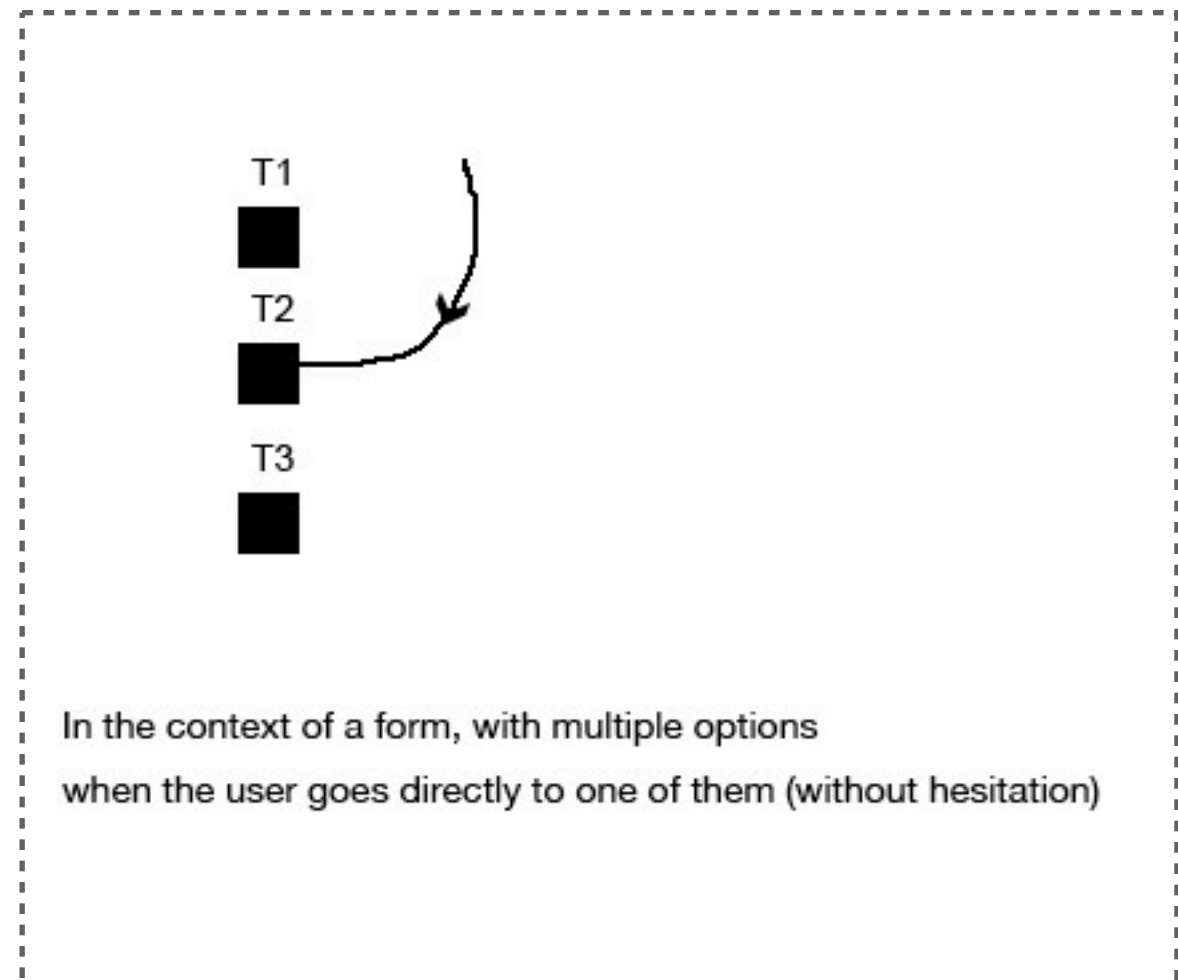 T1
T2
T3
In the context of a form, with multiple options
when the user goes directly to one of them (without hesitation)